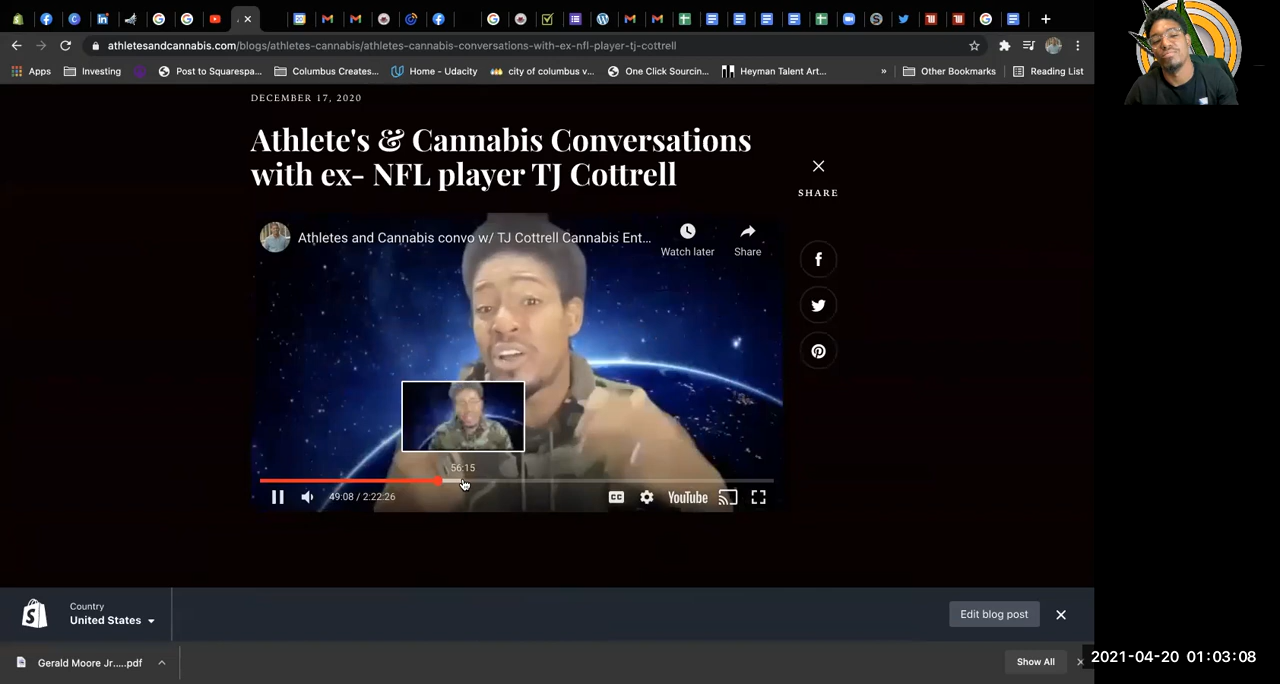 athletesandcannabis.com/blogs/athletes-cannabis/athletes-cannabis-conversations-with-ex-nfl-player-tj-cottrell
Apps
Investing
Post to Squarespa...
Columbus Creates...
Home - Udacity
city of columbus v...
One Click Sourcin...
Heyman Talent Art...
»
Other Bookmarks
Reading List
DECEMBER 17, 2020
Athlete's & Cannabis Conversations
with ex- NFL player TJ Cottrell
SHARE
Athletes and Cannabis convo w/ TJ Cottrell Cannabis Ent...
Watch later
Share
56:15
49:08 / 2:22:26
CC
YouTube
Country
United States
Edit blog post
Gerald Moore Jr.....pdf
Show All
2021-04-20 01:03:08